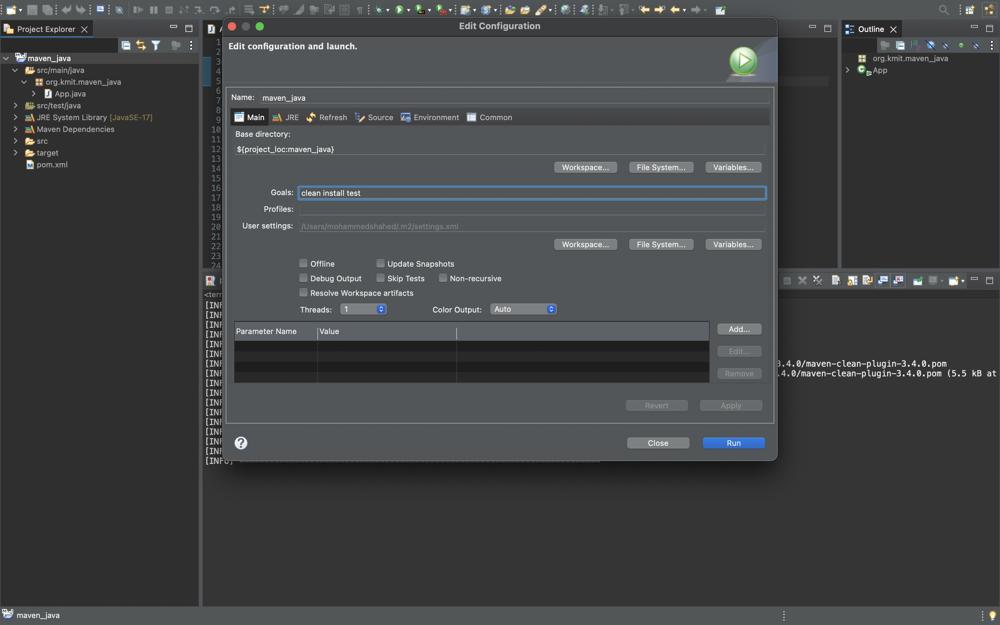 Project Explorer
maven_java
src/main/java
org.kmit.maven_java
App.java
src/test/java
JRE System Library [JavaSE-17]
Maven Dependencies
src
target
pom.xml
1
2
3
4
5
6
7
8
9
10
11
12
13
14
15
16
17
18
19
20
21
22
23
24
Edit Configuration
Edit configuration and launch.
Name: maven_java
Main JRE Refresh Source Environment Common
Base directory:
${project_loc:maven_java}
Workspace... File System... Variables...
Goals: clean install test
Profiles:
User settings: /Users/mohammedshahed/.m2/settings.xml
Workspace... File System... Variables...
Offline Update Snapshots
Debug Output Skip Tests Non-recursive
Resolve Workspace artifacts
Threads: 1 Color Output: Auto
Parameter Name Value
Add...
Edit...
Remove
Revert Apply
Close Run
Outline
org.kmit.maven_java
App
<terr
[INF
[INF
[INF
[INF
[INF
[INF
[INF 3.4.0/maven-clean-plugin-3.4.0.pom
[INF .4.0/maven-clean-plugin-3.4.0.pom (5.5 kB at
[INF
[INF
[INF
[INF
[INF
[INF
[INF
[INF
[INFO] ------------------------------------------------------------------------
maven_java